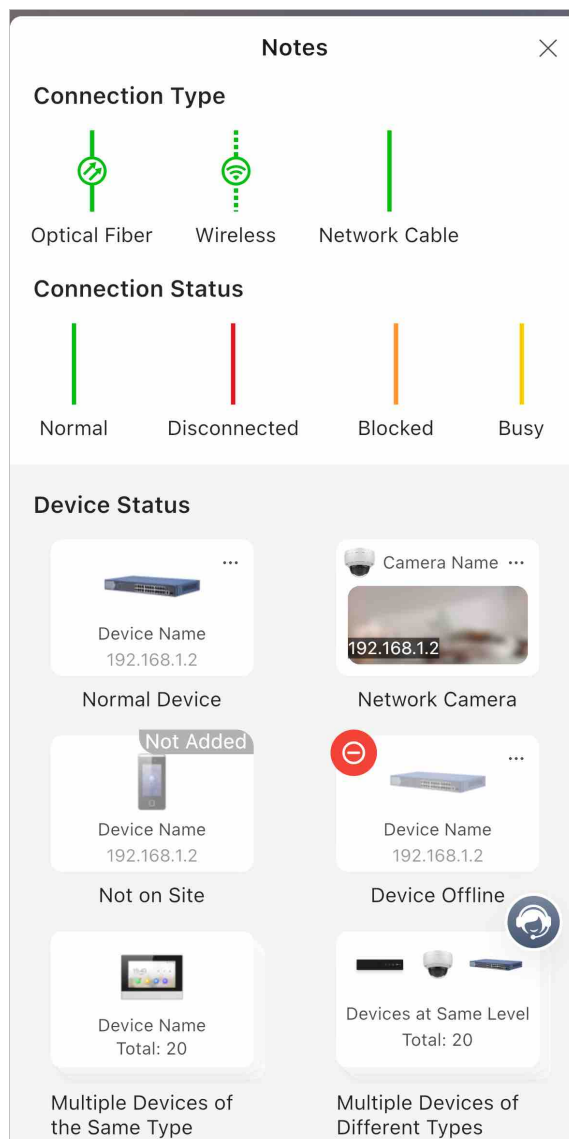 Notes
Connection Type
Optical Fiber Wireless Network Cable
Connection Status
Normal Disconnected Blocked Busy
Device Status
Device Name
192.168.1.2
Normal Device
Camera Name
192.168.1.2
Network Camera
Not Added
Device Name
192.168.1.2
Not on Site
Device Name
192.168.1.2
Device Offline
Device Name
Total: 20
Multiple Devices of
the Same Type
Devices at Same Level
Total: 20
Multiple Devices of
Different Types